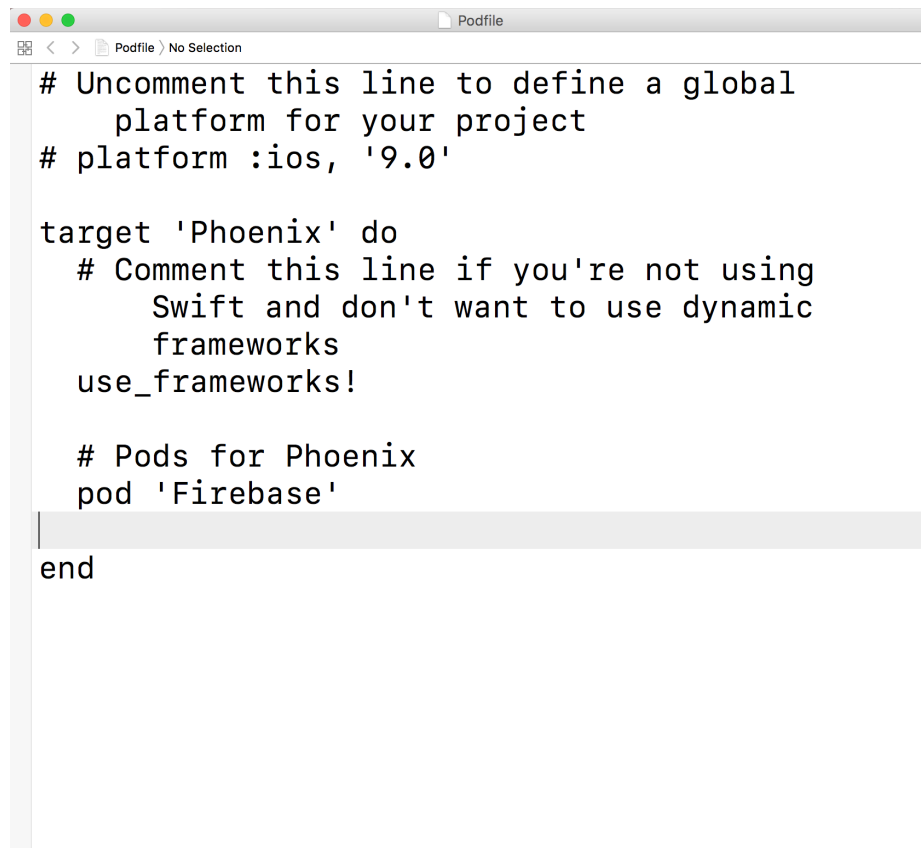 Podfile
Podfile 〉 No Selection
# Uncomment this line to define a global
platform for your project
# platform :ios, '9.0'
target 'Phoenix' do
# Comment this line if you're not using
Swift and don't want to use dynamic
frameworks
use_frameworks!
# Pods for Phoenix
pod 'Firebase'
end